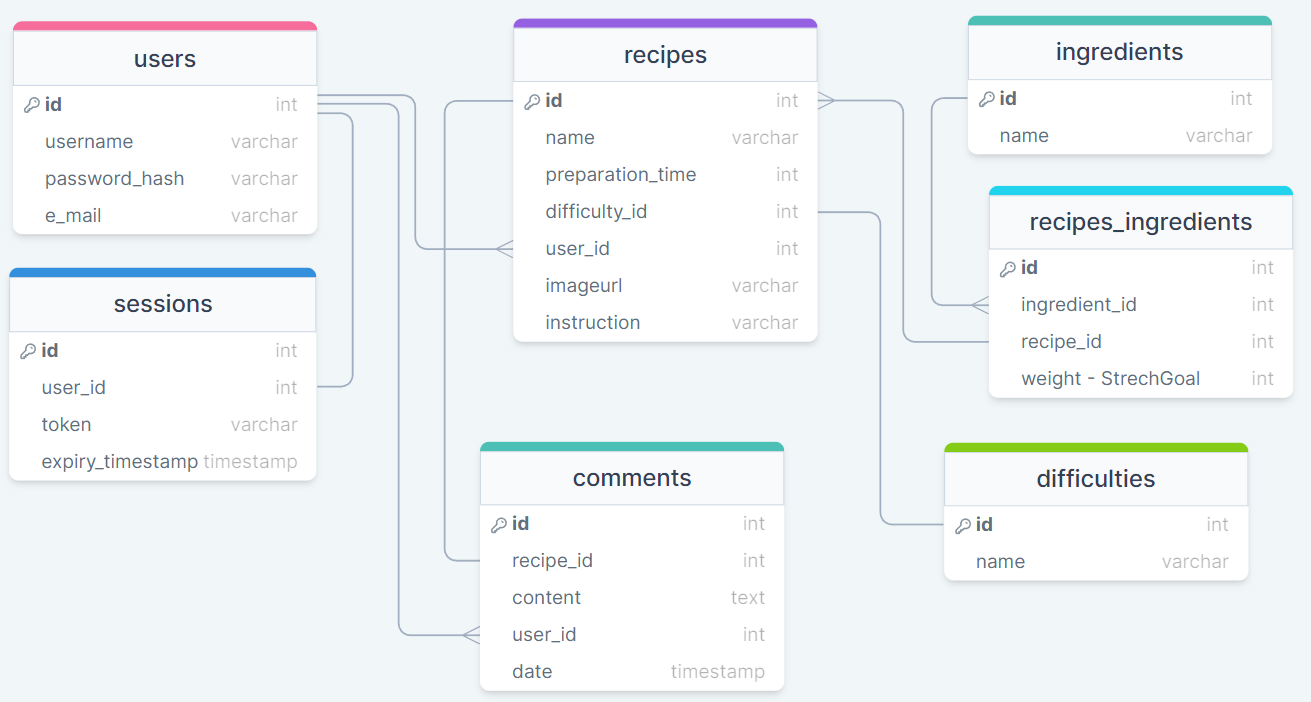 users
id int
username varchar
password_hash varchar
e_mail varchar
sessions
id int
user_id int
token varchar
expiry_timestamp timestamp
recipes
id int
name varchar
preparation_time int
difficulty_id int
user_id int
imageurl varchar
instruction varchar
comments
id int
recipe_id int
content text
user_id int
date timestamp
ingredients
id int
name varchar
recipes_ingredients
id int
ingredient_id int
recipe_id int
weight - StrechGoal int
difficulties
id int
name varchar